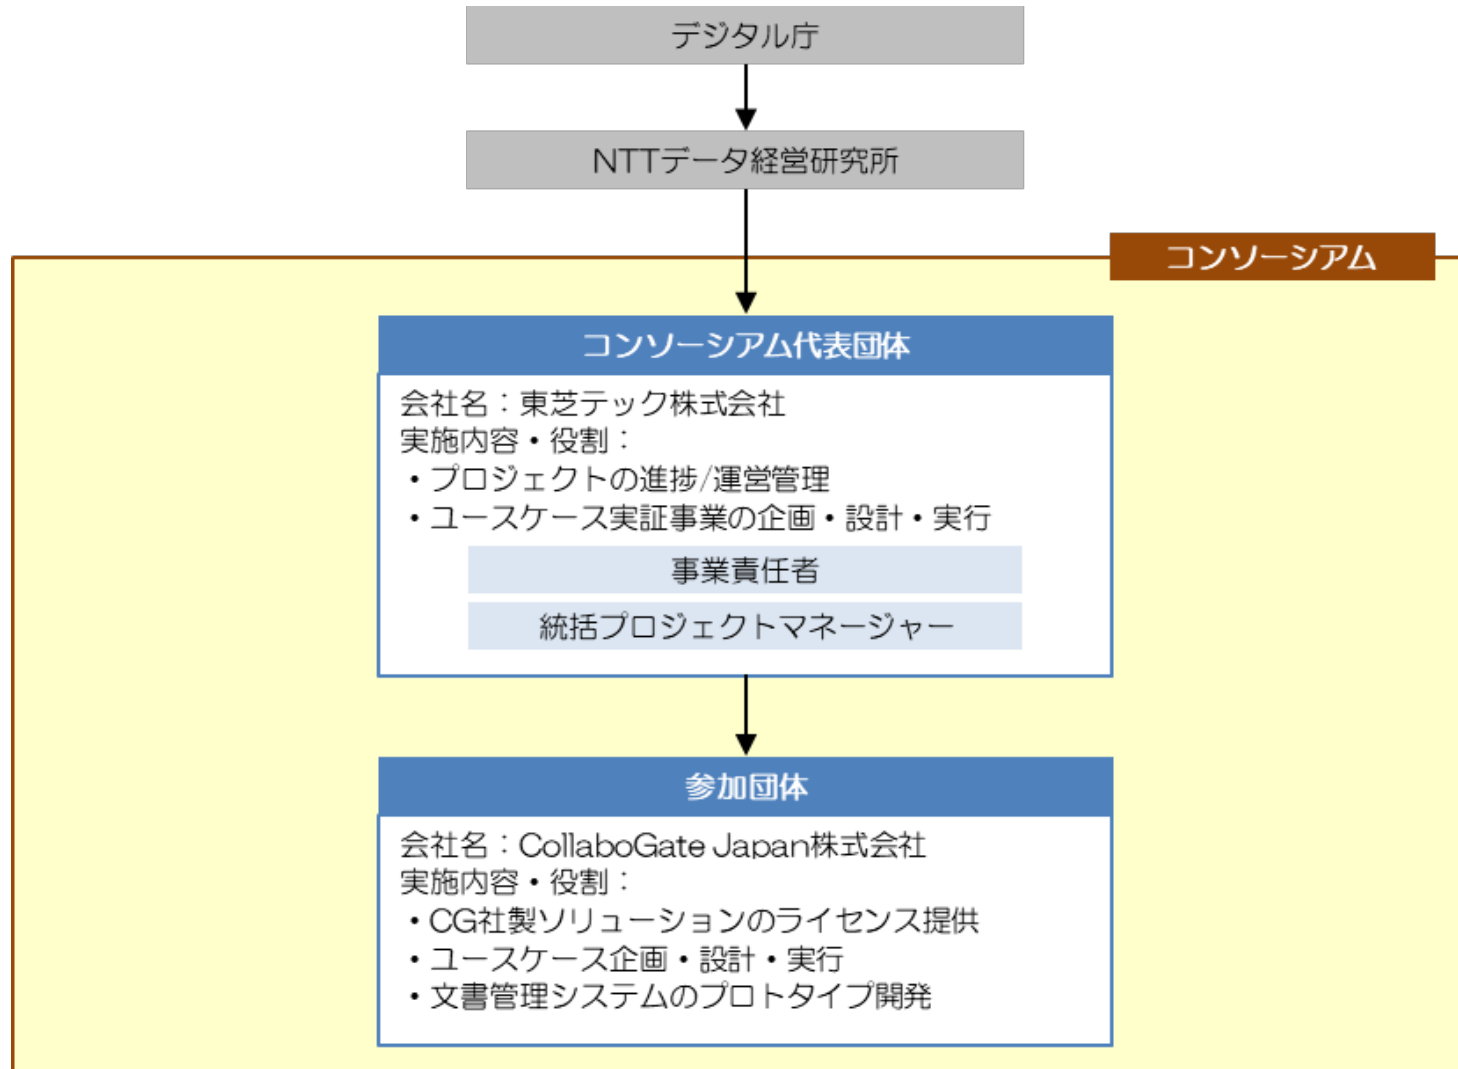 デジタル庁
NTTデータ経営研究所
コンソーシアム
コンソーシアム代表団体
会社名：東芝テック株式会社
実施内容・役割：
・プロジェクトの進捗/運営管理
・ユースケース実証事業の企画・設計・実行
事業責任者
統括プロジェクトマネージャー
参加団体
会社名：CollaboGate Japan株式会社
実施内容・役割：
・CG社製ソリューションのライセンス提供
・ユースケース企画・設計・実行
・文書管理システムのプロトタイプ開発